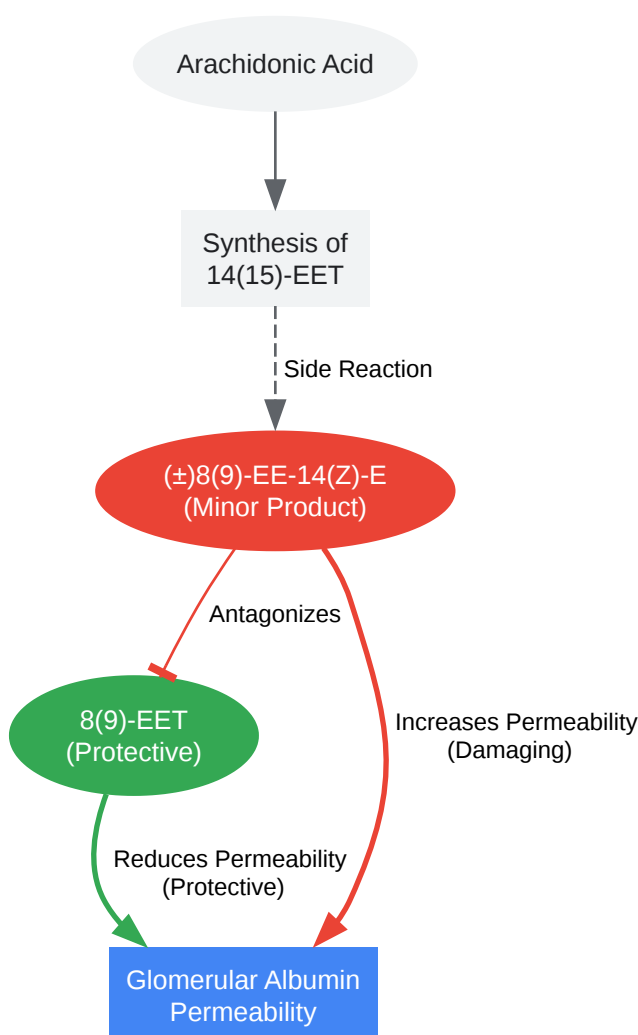 Arachidonic Acid
Synthesis of
14(15)-EET
Side Reaction
(±)8(9)-EE-14(Z)-E
(Minor Product)
Antagonizes
8(9)-EET
(Protective)
Increases Permeability
(Damaging)
Reduces Permeability
(Protective)
Glomerular Albumin
Permeability